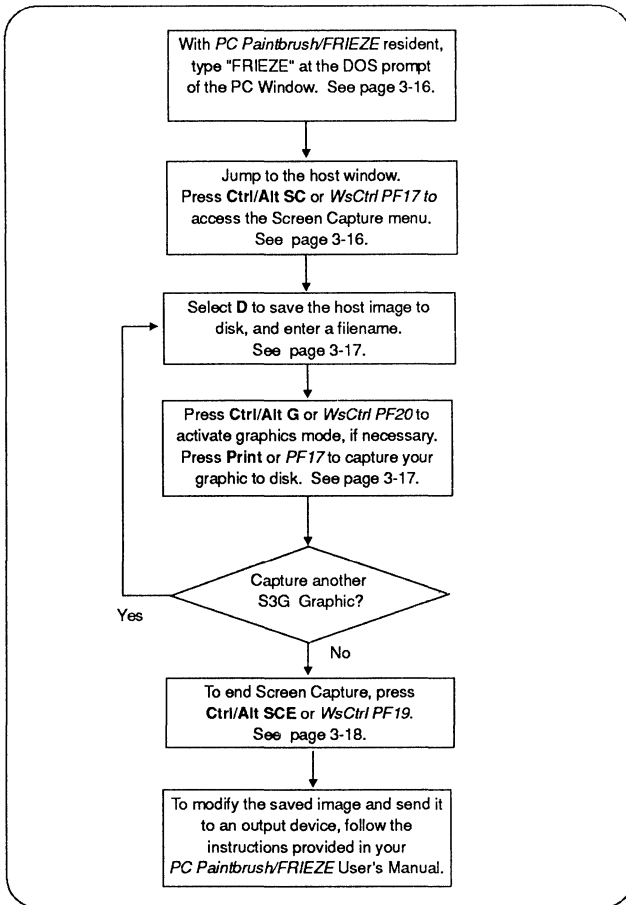 With PC Paintbrush/FRIEZE resident,
type "FRIEZE" at the DOS prompt
of the PC Window. See page 3-16.
Jump to the host window.
Press Ctrl/Alt SC or WsCtrl PF17 to
access the Screen Capture menu.
See page 3-16.
Select D to save the host image to
disk, and enter a filename.
See page 3-17.
Press Ctrl/Alt G or WsCtrl PF20 to
activate graphics mode, if necessary.
Press Print or PF17 to capture your
graphic to disk. See page 3-17.
Capture another
S3G Graphic?
Yes
No
To end Screen Capture, press
Ctrl/Alt SCE or WsCtrl PF19.
See page 3-18.
To modify the saved image and send it
to an output device, follow the
instructions provided in your
PC Paintbrush/FRIEZE User's Manual.